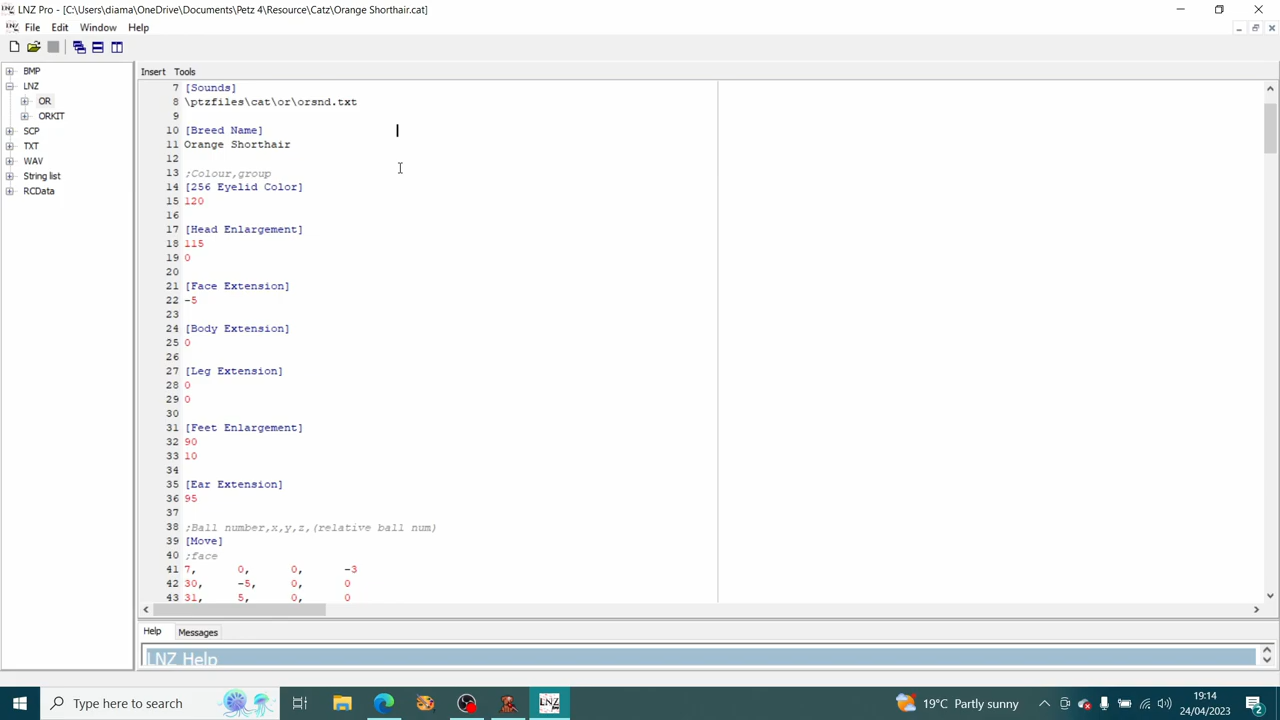 LNZ Pro - [C:\Users\diama\OneDrive\Documents\Petz 4\Resource\Catz\Orange Shorthair.cat]
LNZ File Edit Window Help
Insert Tools
BMP
LNZ
OR
ORKIT
SCP
TXT
WAV
String list
RCData
7 [Sounds]
8 \ptzfiles\cat\or\orsnd.txt
9
10 [Breed Name]
11 Orange Shorthair
12
13 ;Colour,group
14 [256 Eyelid Color]
15 120
16
17 [Head Enlargement]
18 115
19 0
20
21 [Face Extension]
22 -5
23
24 [Body Extension]
25 0
26
27 [Leg Extension]
28 0
29 0
30
31 [Feet Enlargement]
32 90
33 10
34
35 [Ear Extension]
36 95
37
38 ;Ball number,x,y,z,(relative ball num)
39 [Move]
40 ;face
41 7, 0, 0, -3
42 30, -5, 0, 0
43 31, 5, 0, 0
Help Messages
LNZ Help
Type here to search
LNZ
19°C Partly sunny
19:14
24/04/2023
2